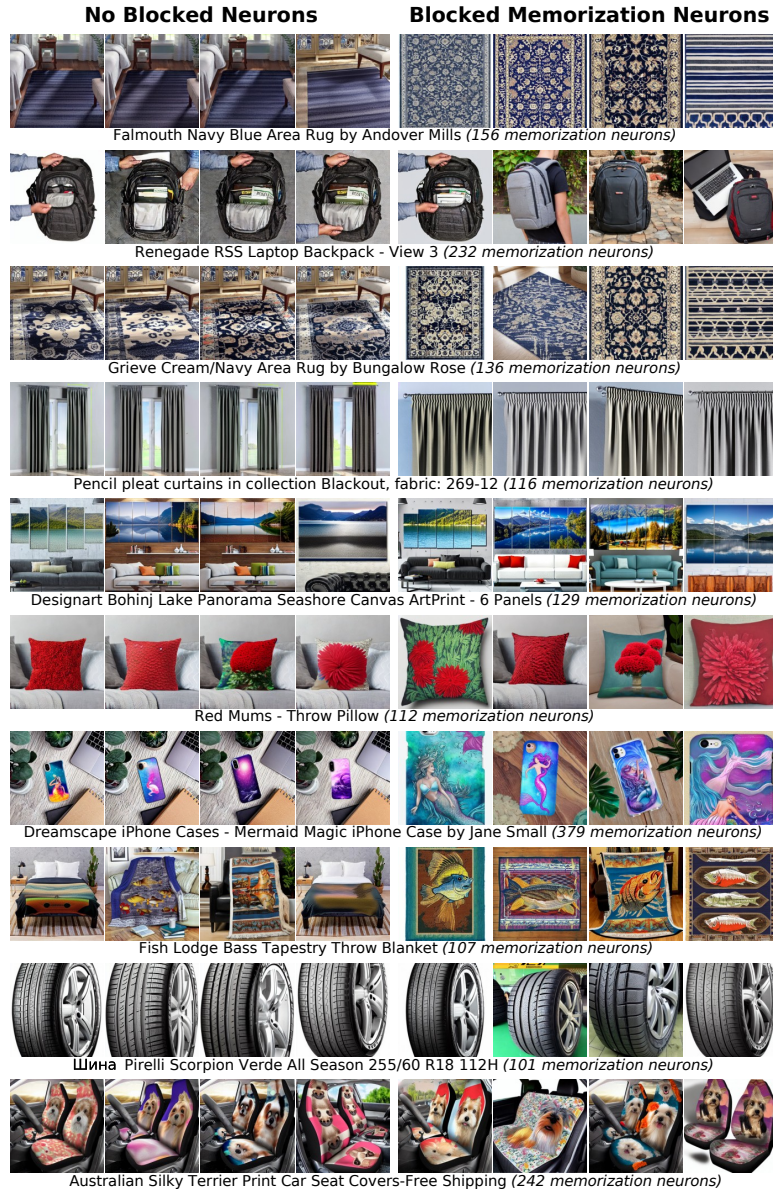 No Blocked Neurons
Blocked Memorization Neurons
Falmouth Navy Blue Area Rug by Andover Mills (156 memorization neurons)
Renegade RSS Laptop Backpack - View 3 (232 memorization neurons)
Grieve Cream/Navy Area Rug by Bungalow Rose (136 memorization neurons)
Pencil pleat curtains in collection Blackout, fabric: 269-12 (116 memorization neurons)
Designart Bohinj Lake Panorama Seashore Canvas ArtPrint - 6 Panels (129 memorization neurons)
Red Mums - Throw Pillow (112 memorization neurons)
Dreamscape iPhone Cases - Mermaid Magic iPhone Case by Jane Small (379 memorization neurons)
Fish Lodge Bass Tapestry Throw Blanket (107 memorization neurons)
Шина Pirelli Scorpion Verde All Season 255/60 R18 112H (101 memorization neurons)
Australian Silky Terrier Print Car Seat Covers-Free Shipping (242 memorization neurons)